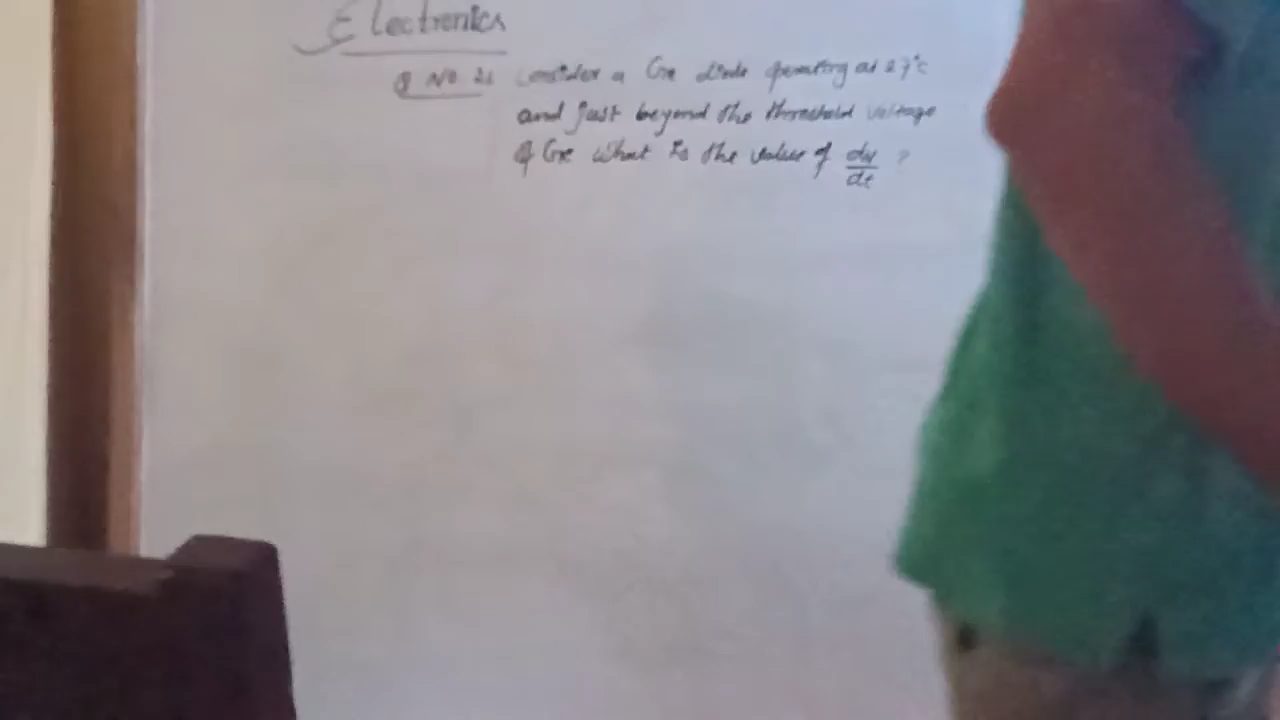 Electronics
Q NO 2: Consider a Ge diode operating at 27°c
and just beyond the threshold voltage
of Ge what is the value of dv/dt ?